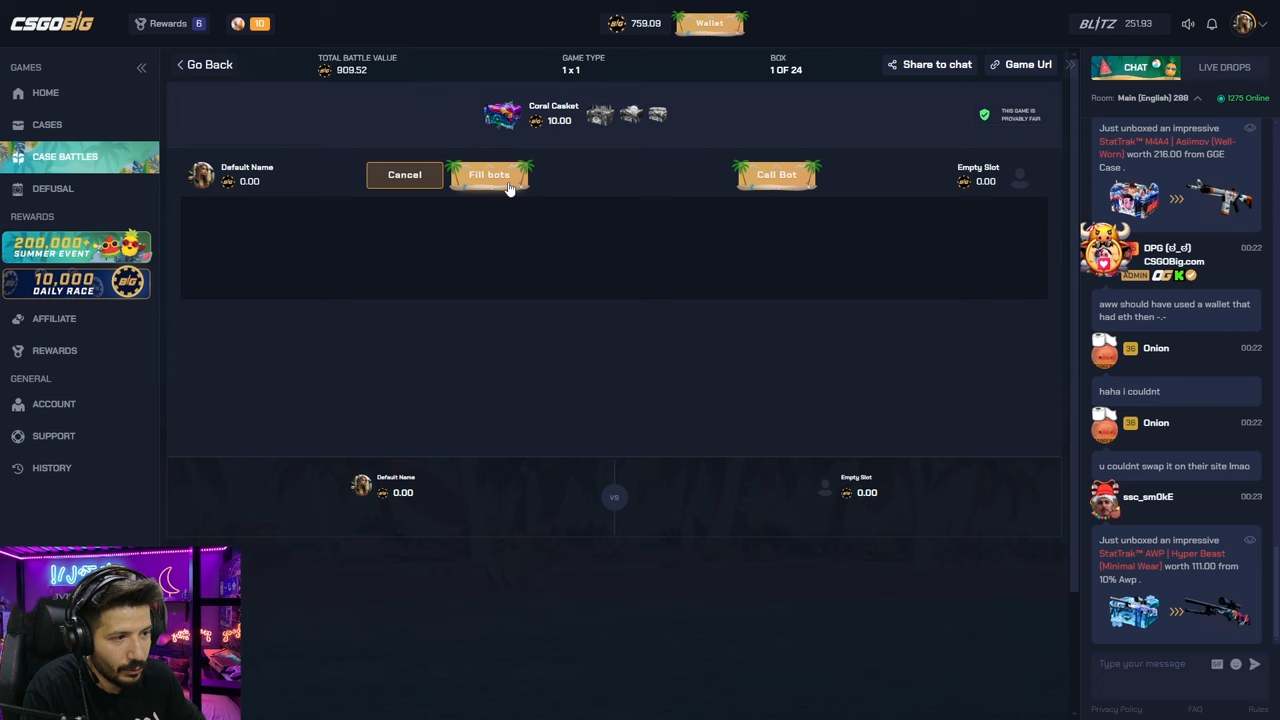 CSGOBIG
Rewards 6
10
759.09
Wallet
BLITZ 251.93
GAMES
HOME
CASES
CASE BATTLES
DEFUSAL
REWARDS
200,000+
SUMMER EVENT
10,000
DAILY RACE
BIG
AFFILIATE
REWARDS
GENERAL
ACCOUNT
SUPPORT
HISTORY
Go Back
TOTAL BATTLE VALUE
909.52
GAME TYPE
1 x 1
BOX
1 OF 24
Share to chat
Game Url
Coral Casket
10.00
THIS GAME IS
PROVABLY FAIR
Default Name
0.00
Cancel
Fill bots
Call Bot
Empty Slot
0.00
Default Name
0.00
VS
Empty Slot
0.00
CHAT
LIVE DROPS
Room: Main (English) 288
1275 Online
Just unboxed an impressive
StatTrak™ M4A4 | Asiimov (Well-
Worn) worth 216.00 from GGE
Case .
DPG (ಠ_ಠ)
CSGOBig.com
00:22
ADMIN OG K
aww should have used a wallet that
had eth then -.-
36 Onion 00:22
haha i couldnt
36 Onion 00:22
u couldnt swap it on their site lmao
ssc_sm0kE 00:23
Just unboxed an impressive
StatTrak™ AWP | Hyper Beast
(Minimal Wear) worth 111.00 from
10% Awp .
Type your message
GIF
Privacy Policy
FAQ
Rules